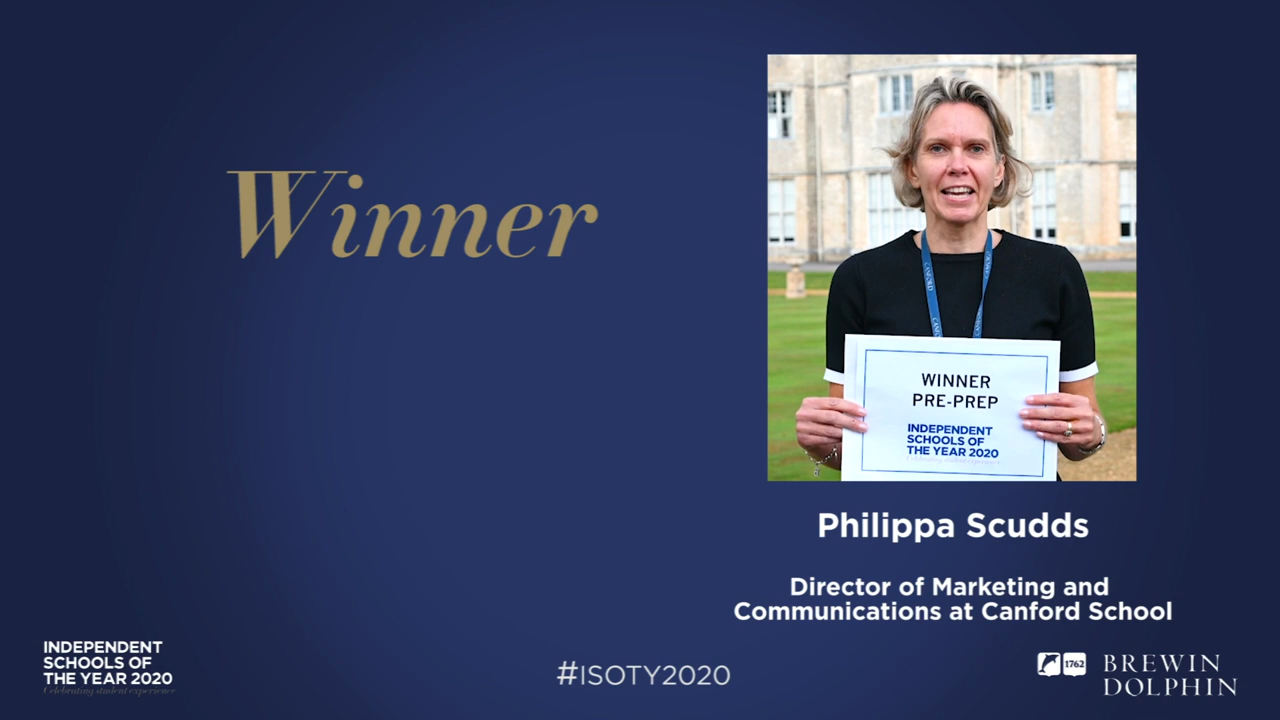 Winner
CANFORD
WINNER
PRE-PREP
INDEPENDENT
SCHOOLS OF
THE YEAR 2020
Philippa Scudds
Director of Marketing and
Communications at Canford School
INDEPENDENT
SCHOOLS OF
THE YEAR 2020
Celebrating student experience
#ISOTY2020
1762
BREWIN
DOLPHIN